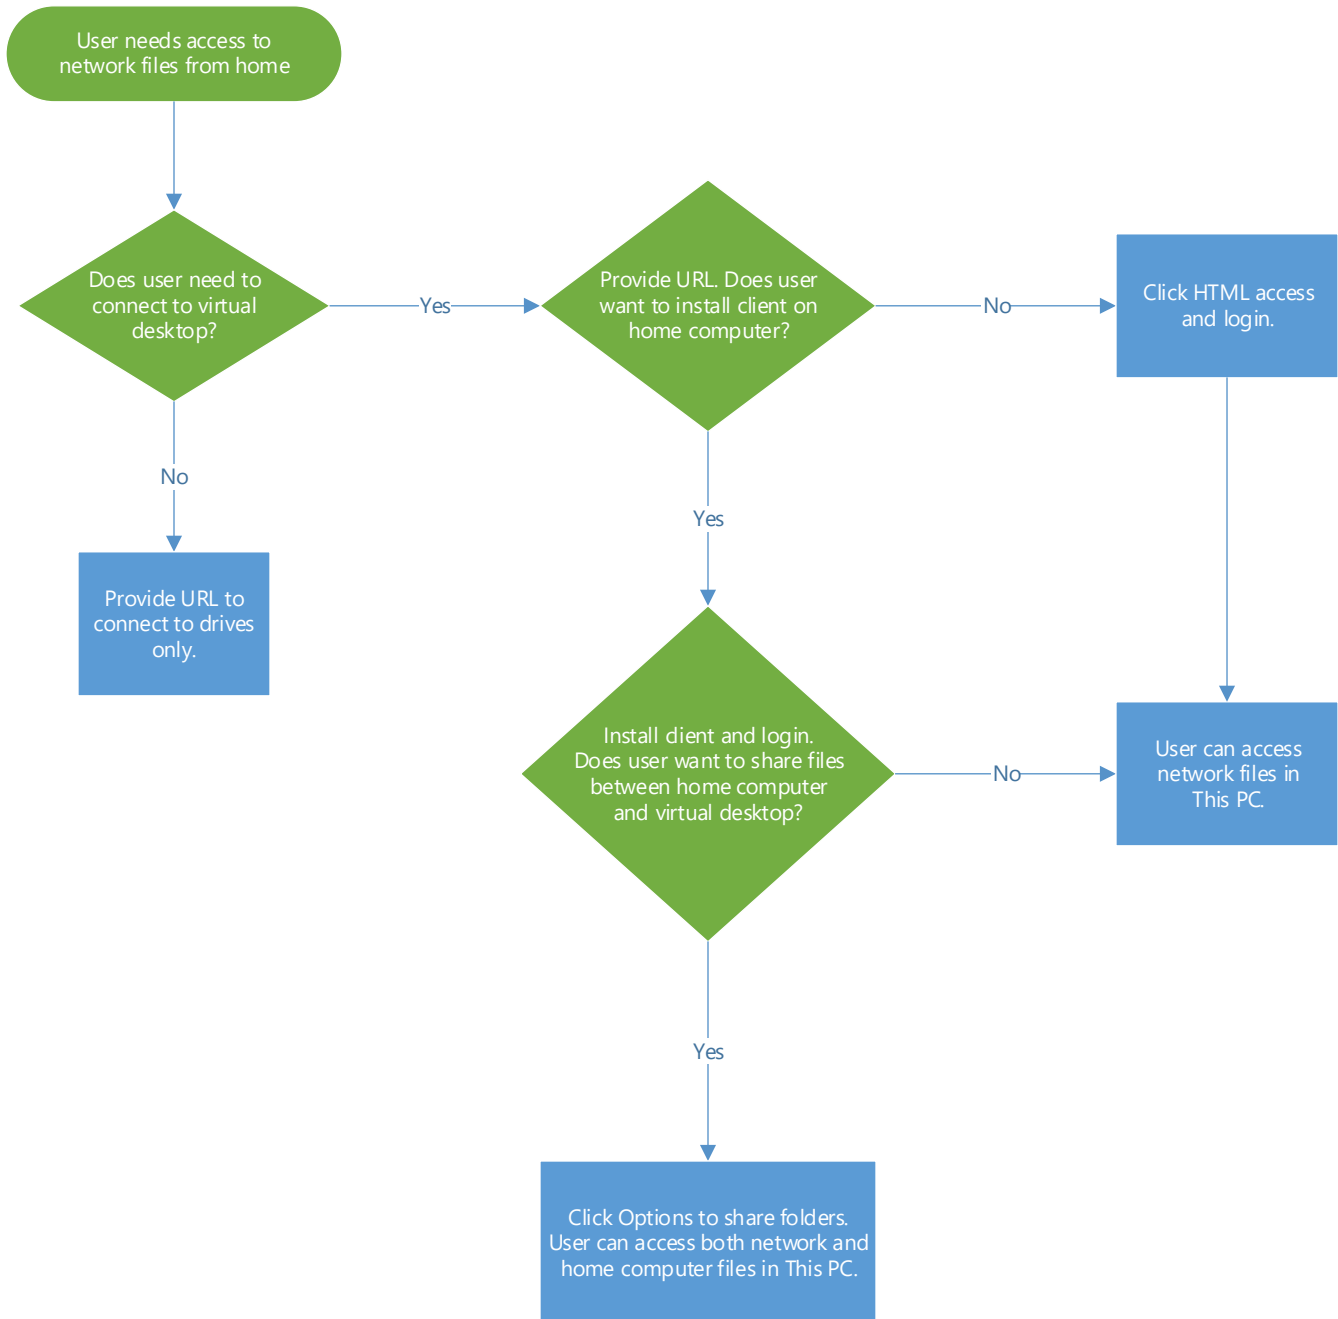 User needs access to
network files from home
Does user need to
connect to virtual
desktop?
Yes
Provide URL. Does user
want to install client on
home computer?
No
Click HTML access
and login.
No
Yes
Provide URL to
connect to drives
only.
Install client and login.
Does user want to share files
between home computer
and virtual desktop?
No
User can access
network files in
This PC.
Yes
Click Options to share folders.
User can access both network and
home computer files in This PC.